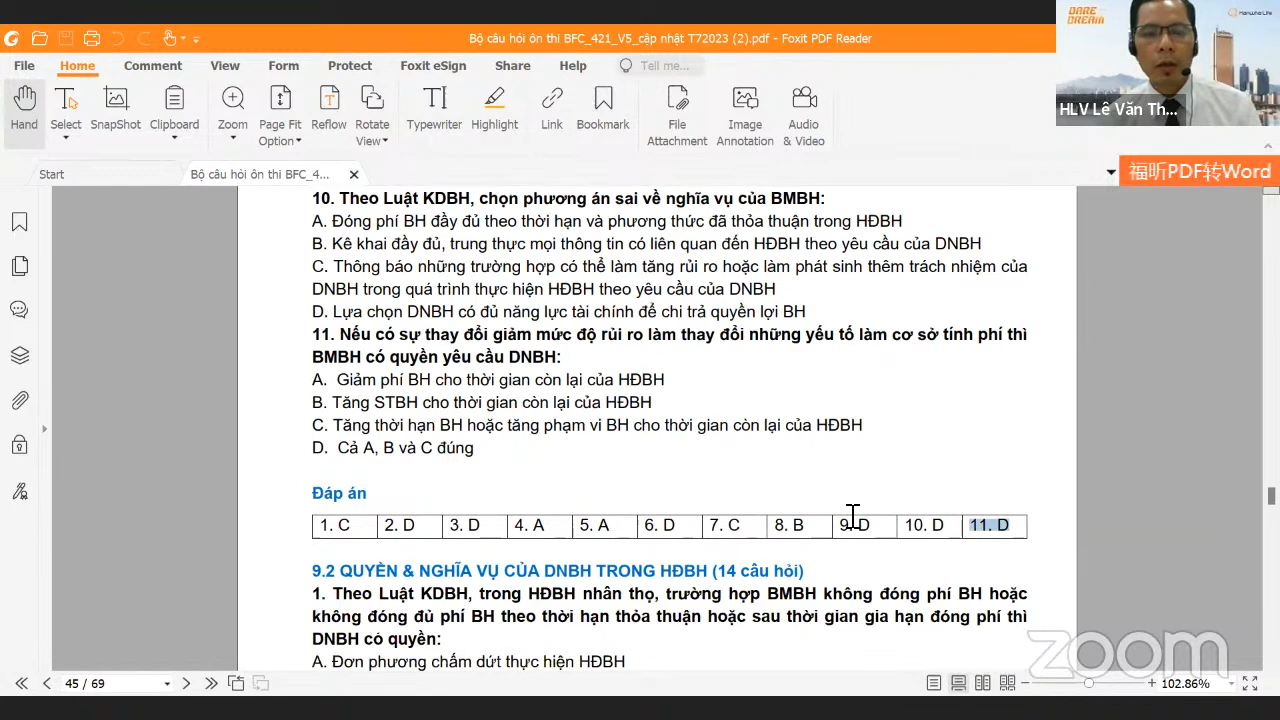 Bộ câu hỏi ôn thi BFC_421_V5_cập nhật T72023 (2).pdf - Foxit PDF Reader
DARE DREAM
Hanwha Life
File Home Comment View Form Protect Foxit eSign Share Help Tell me...
Hand Select SnapShot Clipboard Zoom Page Fit Option Reflow Rotate View Typewriter Highlight Link Bookmark File Attachment Image Annotation Audio & Video
HLV Lê Văn Th...
Start Bộ câu hỏi ôn thi BFC_4... 福昕PDF转Word
10. Theo Luật KDBH, chọn phương án sai về nghĩa vụ của BMBH:
A. Đóng phí BH đầy đủ theo thời hạn và phương thức đã thỏa thuận trong HĐBH
B. Kê khai đầy đủ, trung thực mọi thông tin có liên quan đến HĐBH theo yêu cầu của DNBH
C. Thông báo những trường hợp có thể làm tăng rủi ro hoặc làm phát sinh thêm trách nhiệm của
DNBH trong quá trình thực hiện HĐBH theo yêu cầu của DNBH
D. Lựa chọn DNBH có đủ năng lực tài chính để chi trả quyền lợi BH
11. Nếu có sự thay đổi giảm mức độ rủi ro làm thay đổi những yếu tố làm cơ sở tính phí thì
BMBH có quyền yêu cầu DNBH:
A. Giảm phí BH cho thời gian còn lại của HĐBH
B. Tăng STBH cho thời gian còn lại của HĐBH
C. Tăng thời hạn BH hoặc tăng phạm vi BH cho thời gian còn lại của HĐBH
D. Cả A, B và C đúng
Đáp án
1. C 2. D 3. D 4. A 5. A 6. D 7. C 8. B 9. D 10. D 11. D
9.2 QUYỀN & NGHĨA VỤ CỦA DNBH TRONG HĐBH (14 câu hỏi)
1. Theo Luật KDBH, trong HĐBH nhân thọ, trường hợp BMBH không đóng phí BH hoặc
không đóng đủ phí BH theo thời hạn thỏa thuận hoặc sau thời gian gia hạn đóng phí thì
DNBH có quyền:
A. Đơn phương chấm dứt thực hiện HĐBH
zoom
45 / 69 102.86%